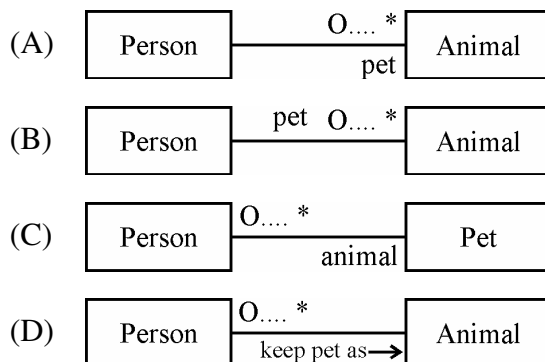 O.... *
(A) Person Animal
pet
(B) Person pet O.... * Animal
O.... *
(C) Person Pet
animal
O.... *
(D) Person Animal
keep pet as